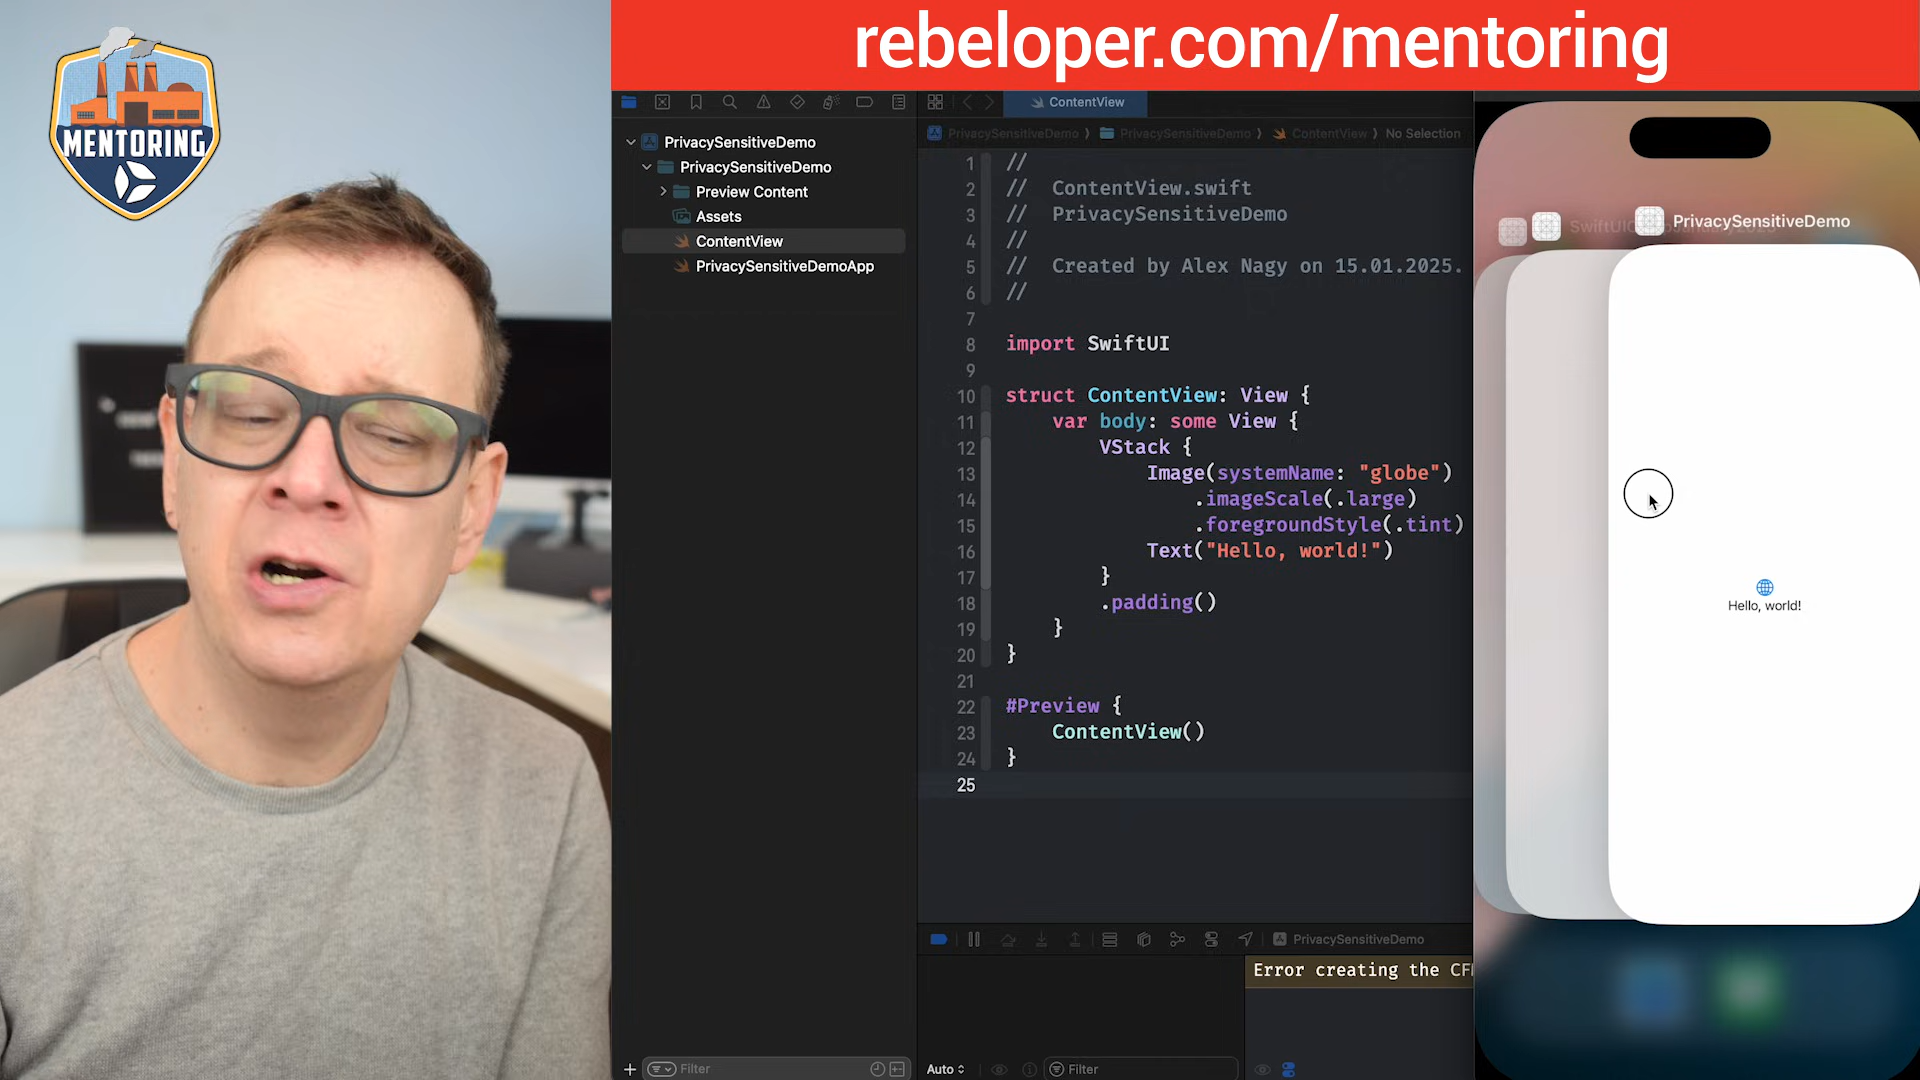 rebeloper.com/mentoring
MENTORING
ContentView
PrivacySensitiveDemo
PrivacySensitiveDemo
Preview Content
Assets
ContentView
PrivacySensitiveDemoApp
PrivacySensitiveDemo
PrivacySensitiveDemo
ContentView
No Selection
1 //
2 // ContentView.swift
3 // PrivacySensitiveDemo
4 //
5 // Created by Alex Nagy on 15.01.2025.
6 //
7
8 import SwiftUI
9
10 struct ContentView: View {
11 var body: some View {
12 VStack {
13 Image(systemName: "globe")
14 .imageScale(.large)
15 .foregroundStyle(.tint)
16 Text("Hello, world!")
17 }
18 .padding()
19 }
20 }
21
22 #Preview {
23 ContentView()
24 }
25
PrivacySensitiveDemo
Error creating the CF
Filter
Auto
Filter
PrivacySensitiveDemo
Hello, world!